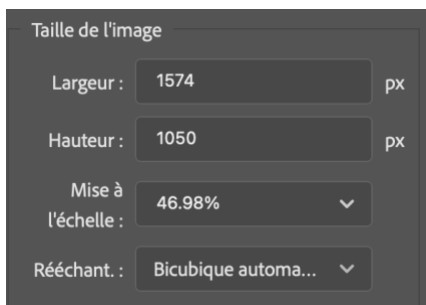 Taille de l'image
Largeur : 1574 px
Hauteur : 1050 px
Mise à
l'échelle : 46.98%
Rééchant. : Bicubique automa...